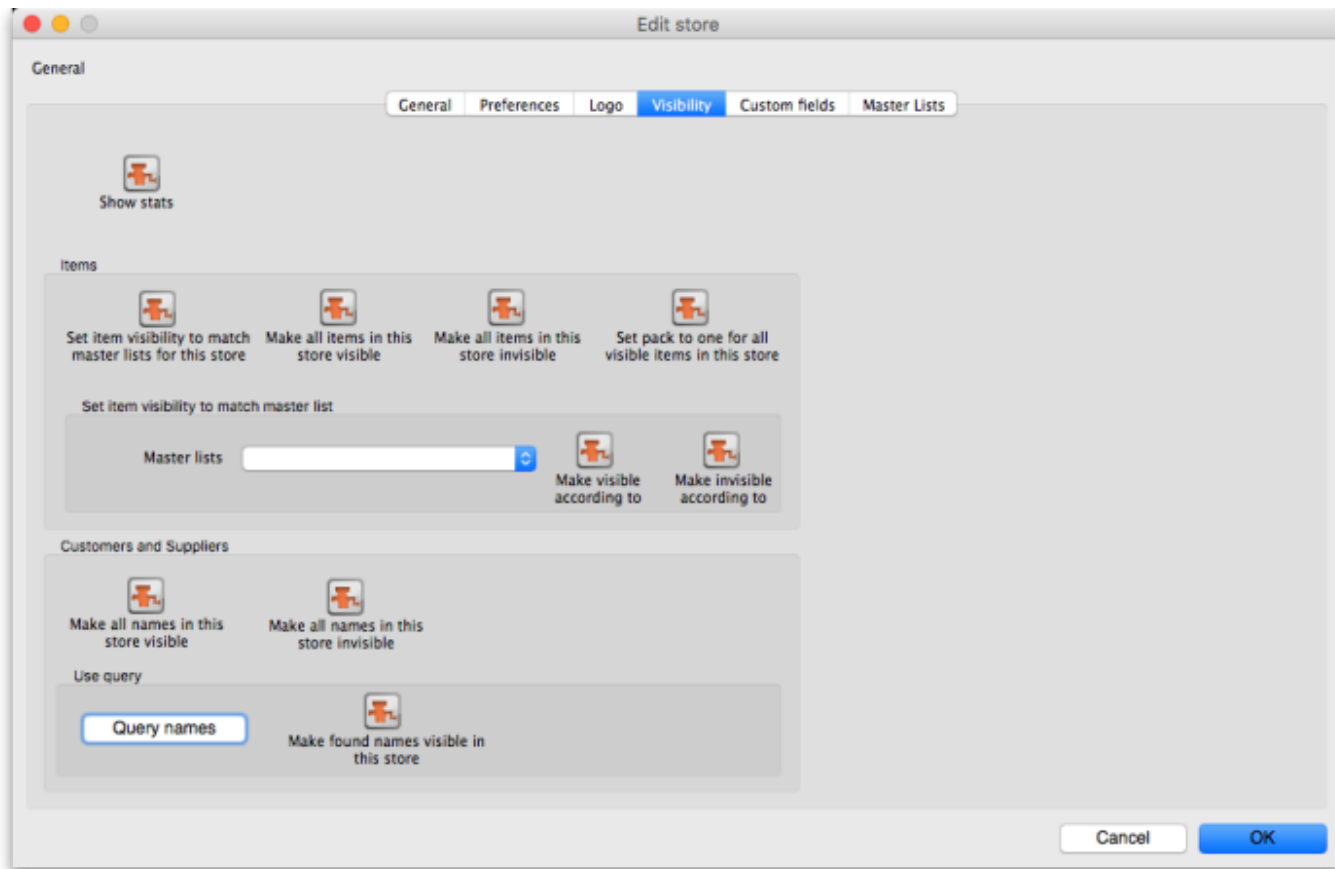 Edit store
General
General Preferences Logo Visibility Custom fields Master Lists
Show stats
Items
Set item visibility to match
master lists for this store
Make all items in this
store visible
Make all items in this
store invisible
Set pack to one for all
visible items in this store
Set item visibility to match master list
Master lists
Make visible
according to
Make invisible
according to
Customers and Suppliers
Make all names in this
store visible
Make all names in this
store invisible
Use query
Query names
Make found names visible in
this store
Cancel
OK